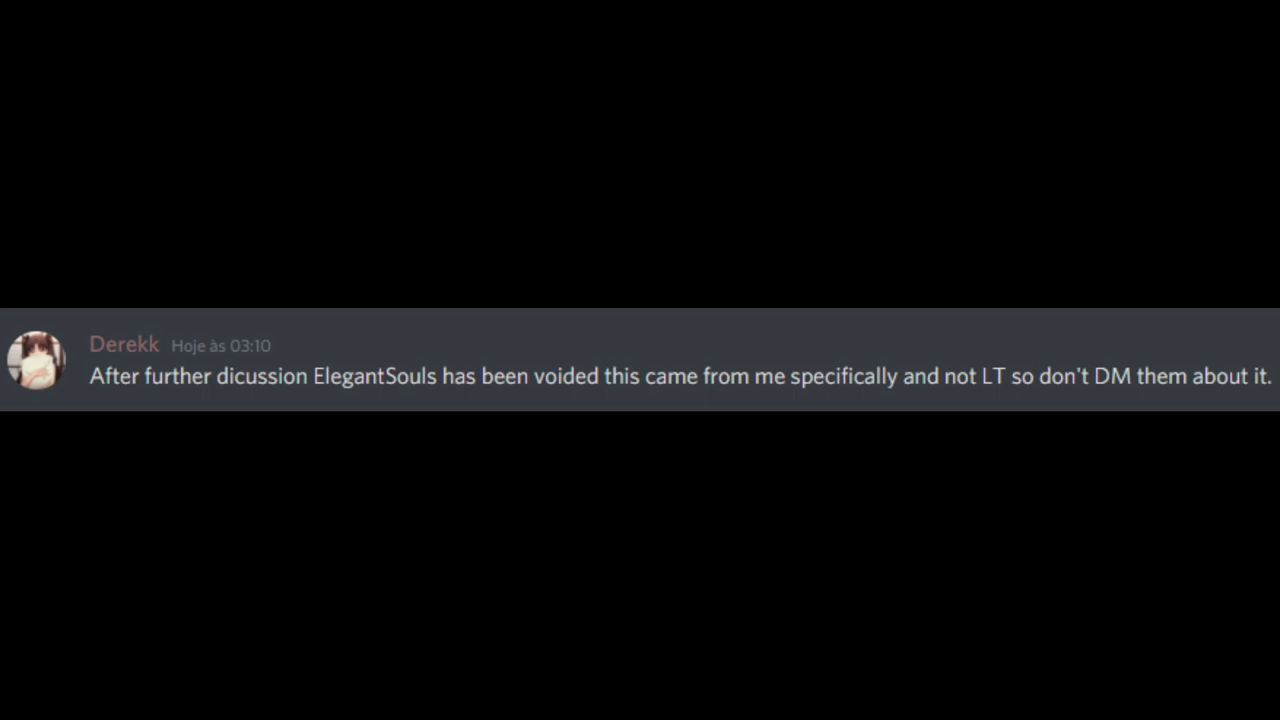 Derekk Hoje às 03:10
After further dicussion ElegantSouls has been voided this came from me specifically and not LT so don't DM them about it.